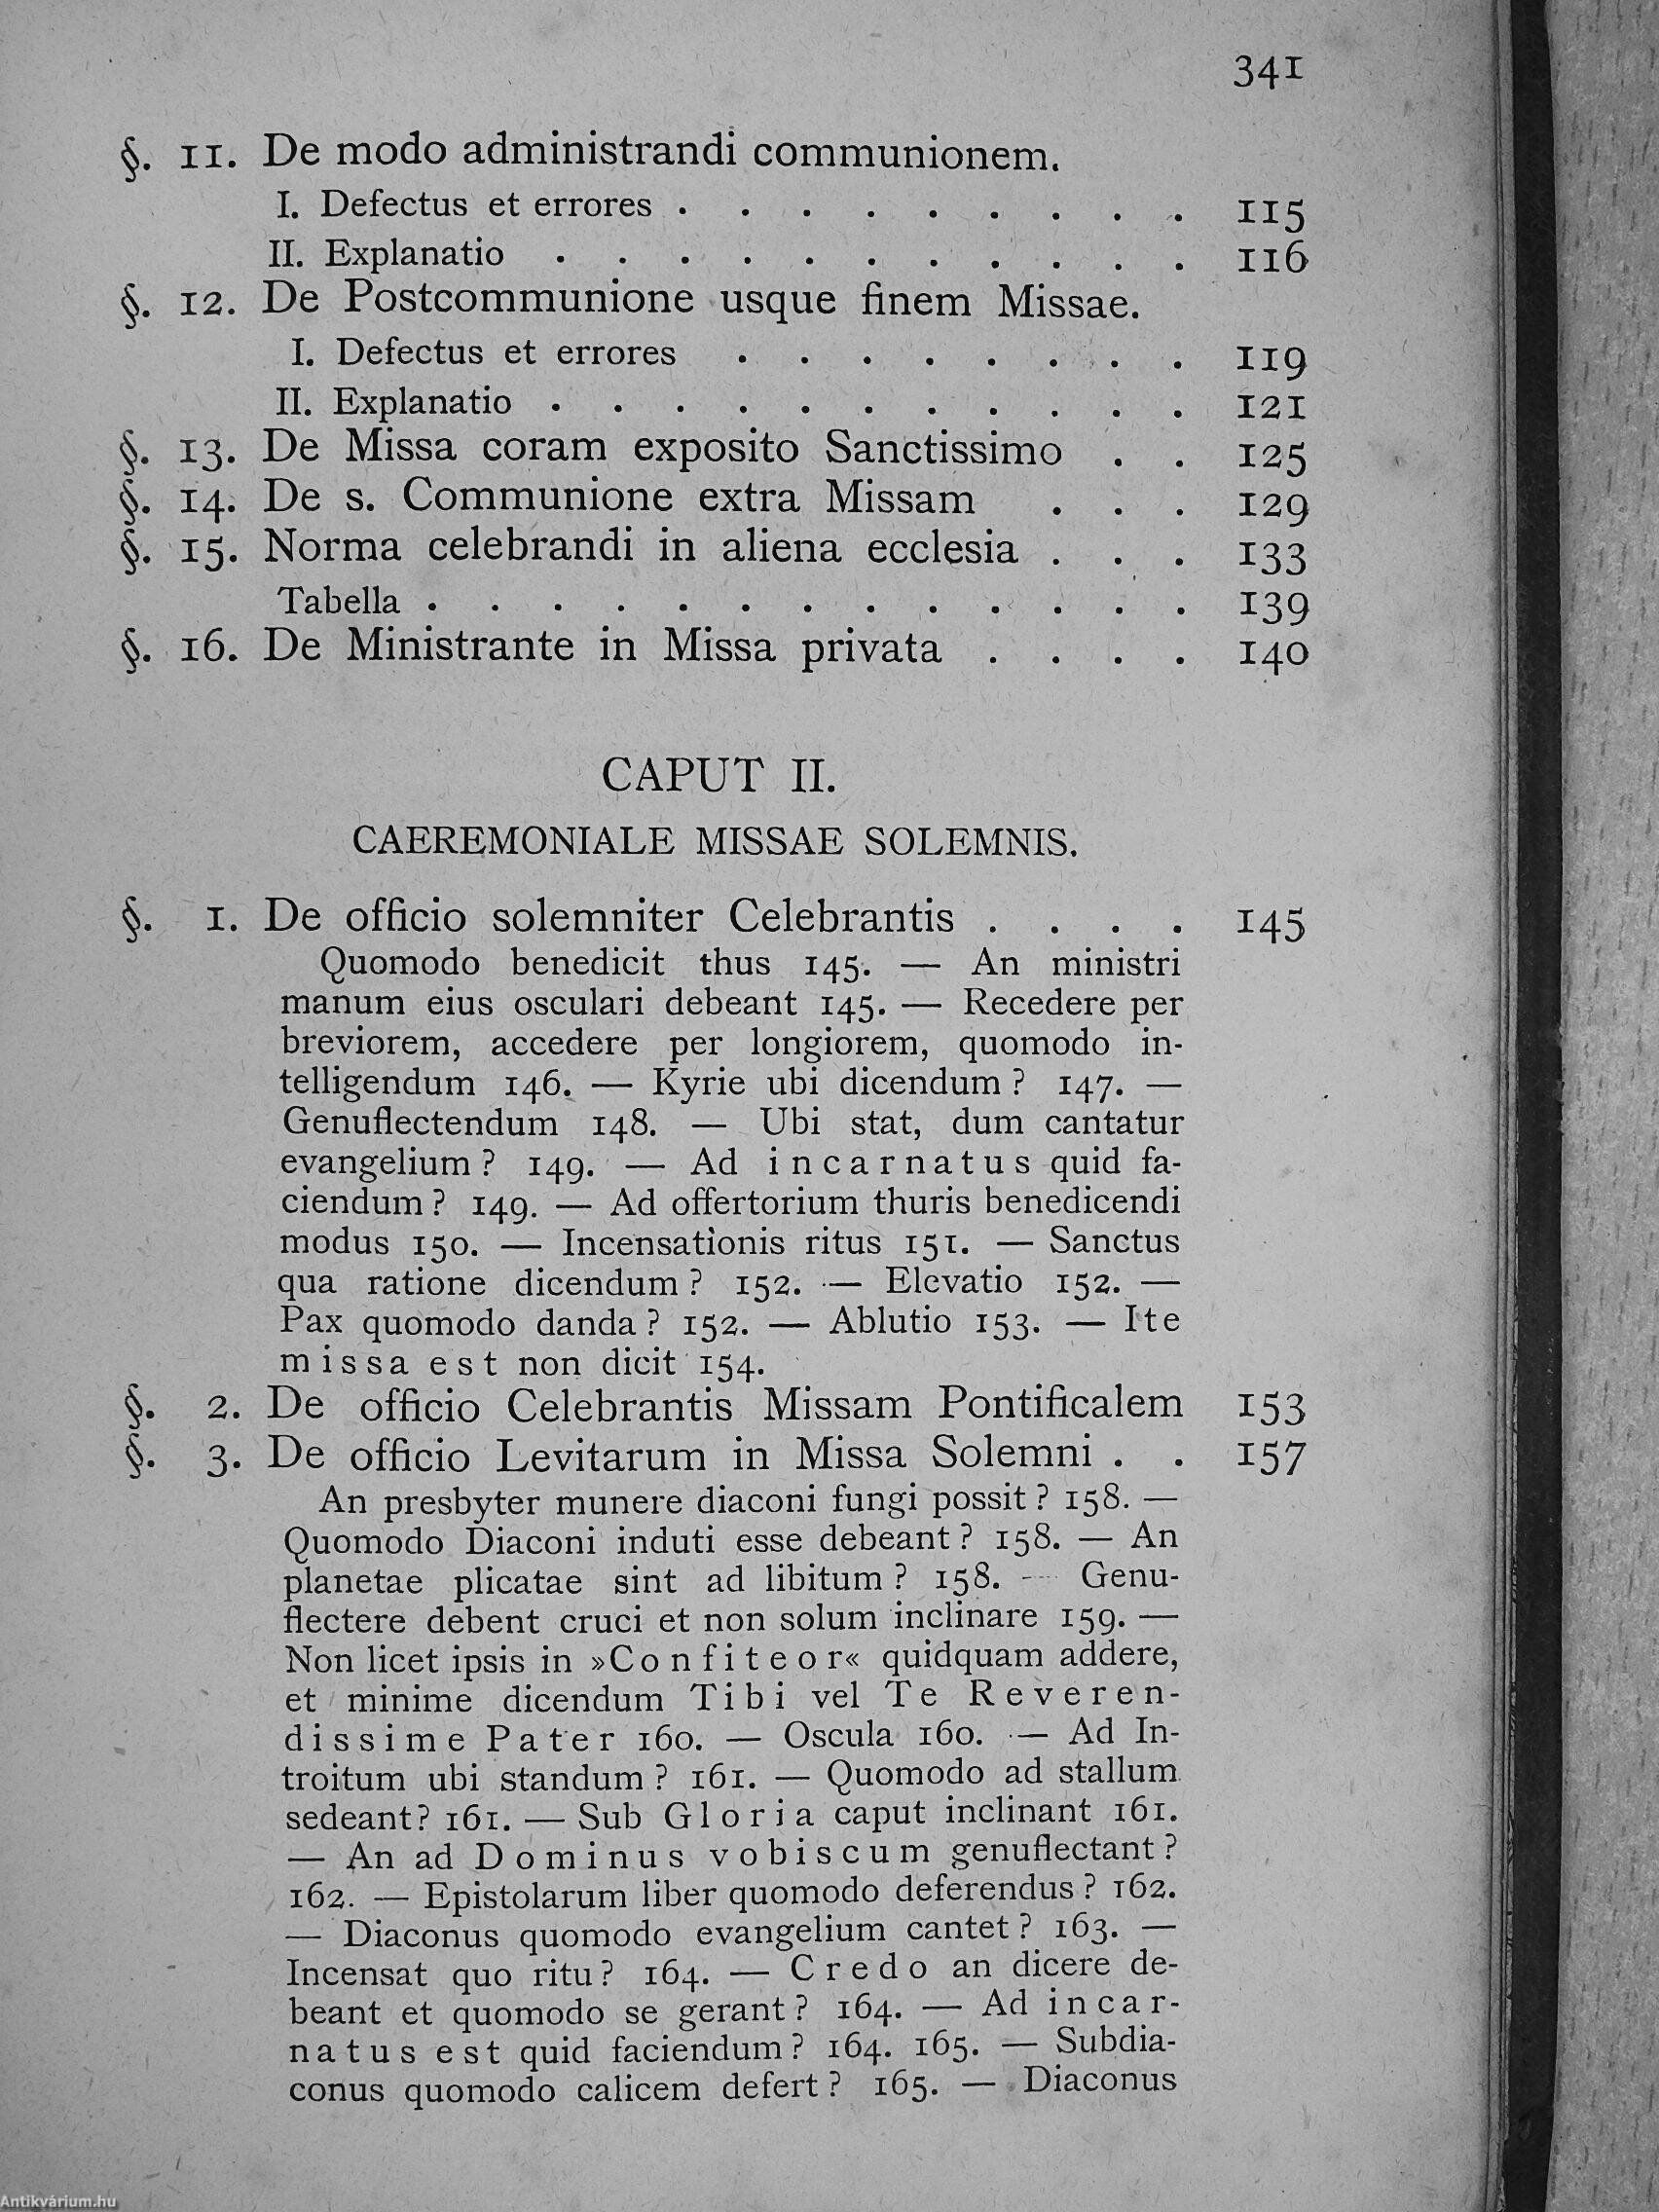 341
§. 11. De modo administrandi communionem.
I. Defectus et errores . . . . . . . . . 115
II. Explanatio . . . . . . . . . . . 116
§. 12. De Postcommunione usque finem Missae.
I. Defectus et errores . . . . . . . . 119
II. Explanatio . . . . . . . . . . . 121
§. 13. De Missa coram exposito Sanctissimo . . 125
§. 14. De s. Communione extra Missam . . . 129
§. 15. Norma celebrandi in aliena ecclesia . . . 133
Tabella . . . . . . . . . . . . . 139
§. 16. De Ministrante in Missa privata . . . . 140
CAPUT II.
CAEREMONIALE MISSAE SOLEMNIS.
§. 1. De officio solemniter Celebrantis . . . . 145
Quomodo benedicit thus 145. — An ministri
manum eius osculari debeant 145. — Recedere per
breviorem, accedere per longiorem, quomodo in-
telligendum 146. — Kyrie ubi dicendum? 147. —
Genuflectendum 148. — Ubi stat, dum cantatur
evangelium? 149. — Ad incarnatus quid fa-
ciendum? 149. — Ad offertorium thuris benedicendi
modus 150. — Incensationis ritus 151. — Sanctus
qua ratione dicendum? 152. — Elevatio 152. —
Pax quomodo danda? 152. — Ablutio 153. — Ite
missa est non dicit 154.
§. 2. De officio Celebrantis Missam Pontificalem 153
§. 3. De officio Levitarum in Missa Solemni . . 157
An presbyter munere diaconi fungi possit? 158. —
Quomodo Diaconi induti esse debeant? 158. — An
planetae plicatae sint ad libitum? 158. — Genu-
flectere debent cruci et non solum inclinare 159. —
Non licet ipsis in »Confiteor« quidquam addere,
et minime dicendum Tibi vel Te Reveren-
dissime Pater 160. — Oscula 160. — Ad In-
troitum ubi standum? 161. — Quomodo ad stallum
sedeant? 161. — Sub Gloria caput inclinant 161.
— An ad Dominus vobiscum genuflectant?
162. — Epistolarum liber quomodo deferendus? 162.
— Diaconus quomodo evangelium cantet? 163. —
Incensat quo ritu? 164. — Credo an dicere de-
beant et quomodo se gerant? 164. — Ad incar-
natus est quid faciendum? 164. 165. — Subdia-
conus quomodo calicem defert? 165. — Diaconus
Antikvárium.hu